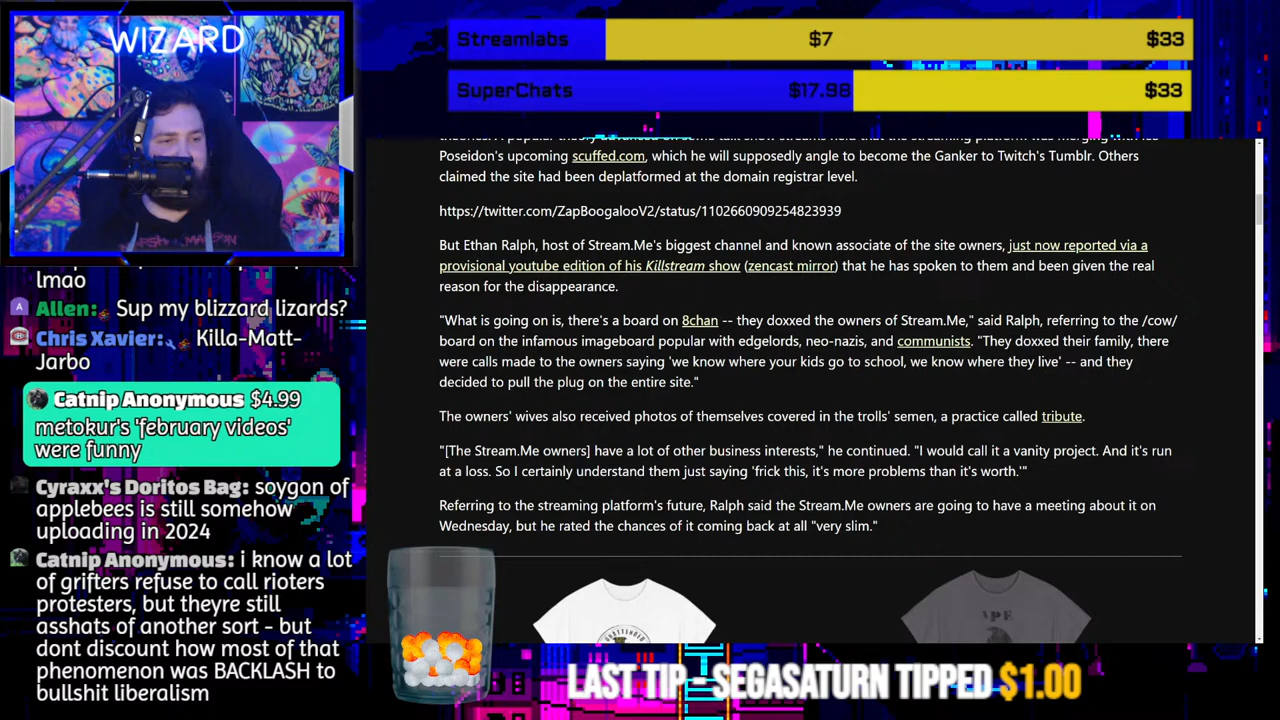 WIZARD
Streamlabs $7 $33
SuperChats $17.98 $33
lmao
Allen: Sup my blizzard lizards?
Chris Xavier: Killa-Matt-
Jarbo
Catnip Anonymous $4.99
metokur's 'february videos'
were funny
Cyraxx's Doritos Bag: soygon of
applebees is still somehow
uploading in 2024
Catnip Anonymous: i know a lot
of grifters refuse to call rioters
protesters, but theyre still
asshats of another sort - but
dont discount how most of that
phenomenon was BACKLASH to
bullshit liberalism
Poseidon's upcoming scuffed.com, which he will supposedly angle to become the Ganker to Twitch's Tumblr. Others
claimed the site had been deplatformed at the domain registrar level.
https://twitter.com/ZapBoogalooV2/status/1102660909254823939
But Ethan Ralph, host of Stream.Me's biggest channel and known associate of the site owners, just now reported via a
provisional youtube edition of his Killstream show (zencast mirror) that he has spoken to them and been given the real
reason for the disappearance.
"What is going on is, there's a board on 8chan -- they doxxed the owners of Stream.Me," said Ralph, referring to the /cow/
board on the infamous imageboard popular with edgelords, neo-nazis, and communists. "They doxxed their family, there
were calls made to the owners saying 'we know where your kids go to school, we know where they live' -- and they
decided to pull the plug on the entire site."
The owners' wives also received photos of themselves covered in the trolls' semen, a practice called tribute.
"[The Stream.Me owners] have a lot of other business interests," he continued. "I would call it a vanity project. And it's run
at a loss. So I certainly understand them just saying 'frick this, it's more problems than it's worth.'"
Referring to the streaming platform's future, Ralph said the Stream.Me owners are going to have a meeting about it on
Wednesday, but he rated the chances of it coming back at all "very slim."
LAST TIP - SEGASATURN TIPPED $1.00